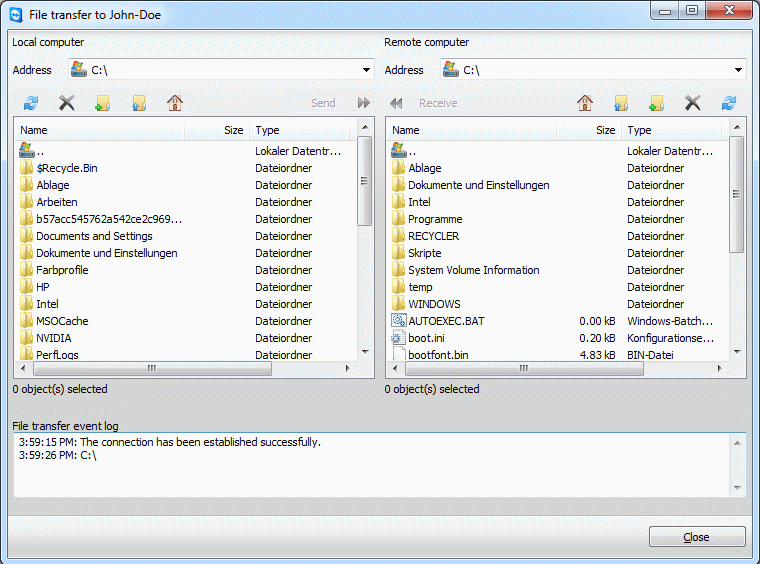 File transfer to John-Doe
Local computer
Address C:\
Send
Name Size Type
.. Lokaler Datentr...
$Recycle.Bin Dateiordner
Ablage Dateiordner
Arbeiten Dateiordner
b57acc545762a542ce2c969... Dateiordner
Documents and Settings Dateiordner
Dokumente und Einstellungen Dateiordner
Farbprofile Dateiordner
HP Dateiordner
Intel Dateiordner
MSOCache Dateiordner
NVIDIA Dateiordner
PerfLogs Dateiordner
0 object(s) selected
Remote computer
Address C:\
Receive
Name Size Type
.. Lokaler Datentr...
Ablage Dateiordner
Dokumente und Einstellungen Dateiordner
Intel Dateiordner
Programme Dateiordner
RECYCLER Dateiordner
Skripte Dateiordner
System Volume Information Dateiordner
temp Dateiordner
WINDOWS Dateiordner
AUTOEXEC.BAT 0.00 kB Windows-Batch...
boot.ini 0.20 kB Konfigurationse...
bootfont.bin 4.83 kB BIN-Datei
0 object(s) selected
File transfer event log
3:59:15 PM: The connection has been established successfully.
3:59:26 PM: C:\
Close